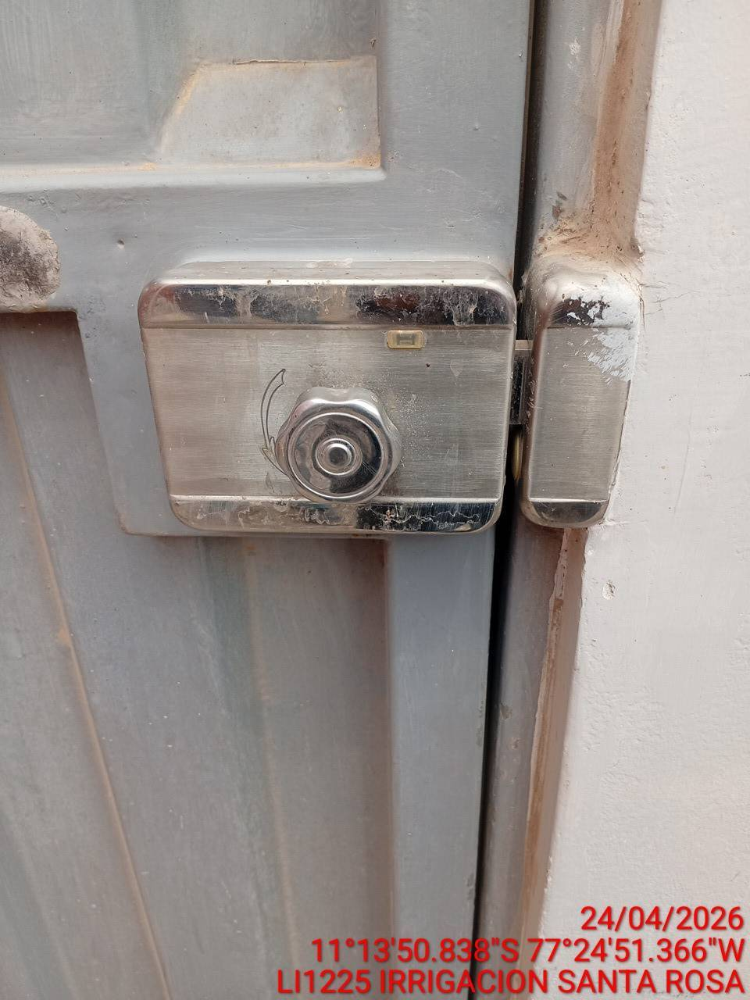 24/04/2026
11°13'50.838"S 77°24'51.366"W
LI1225 IRRIGACION SANTA ROSA